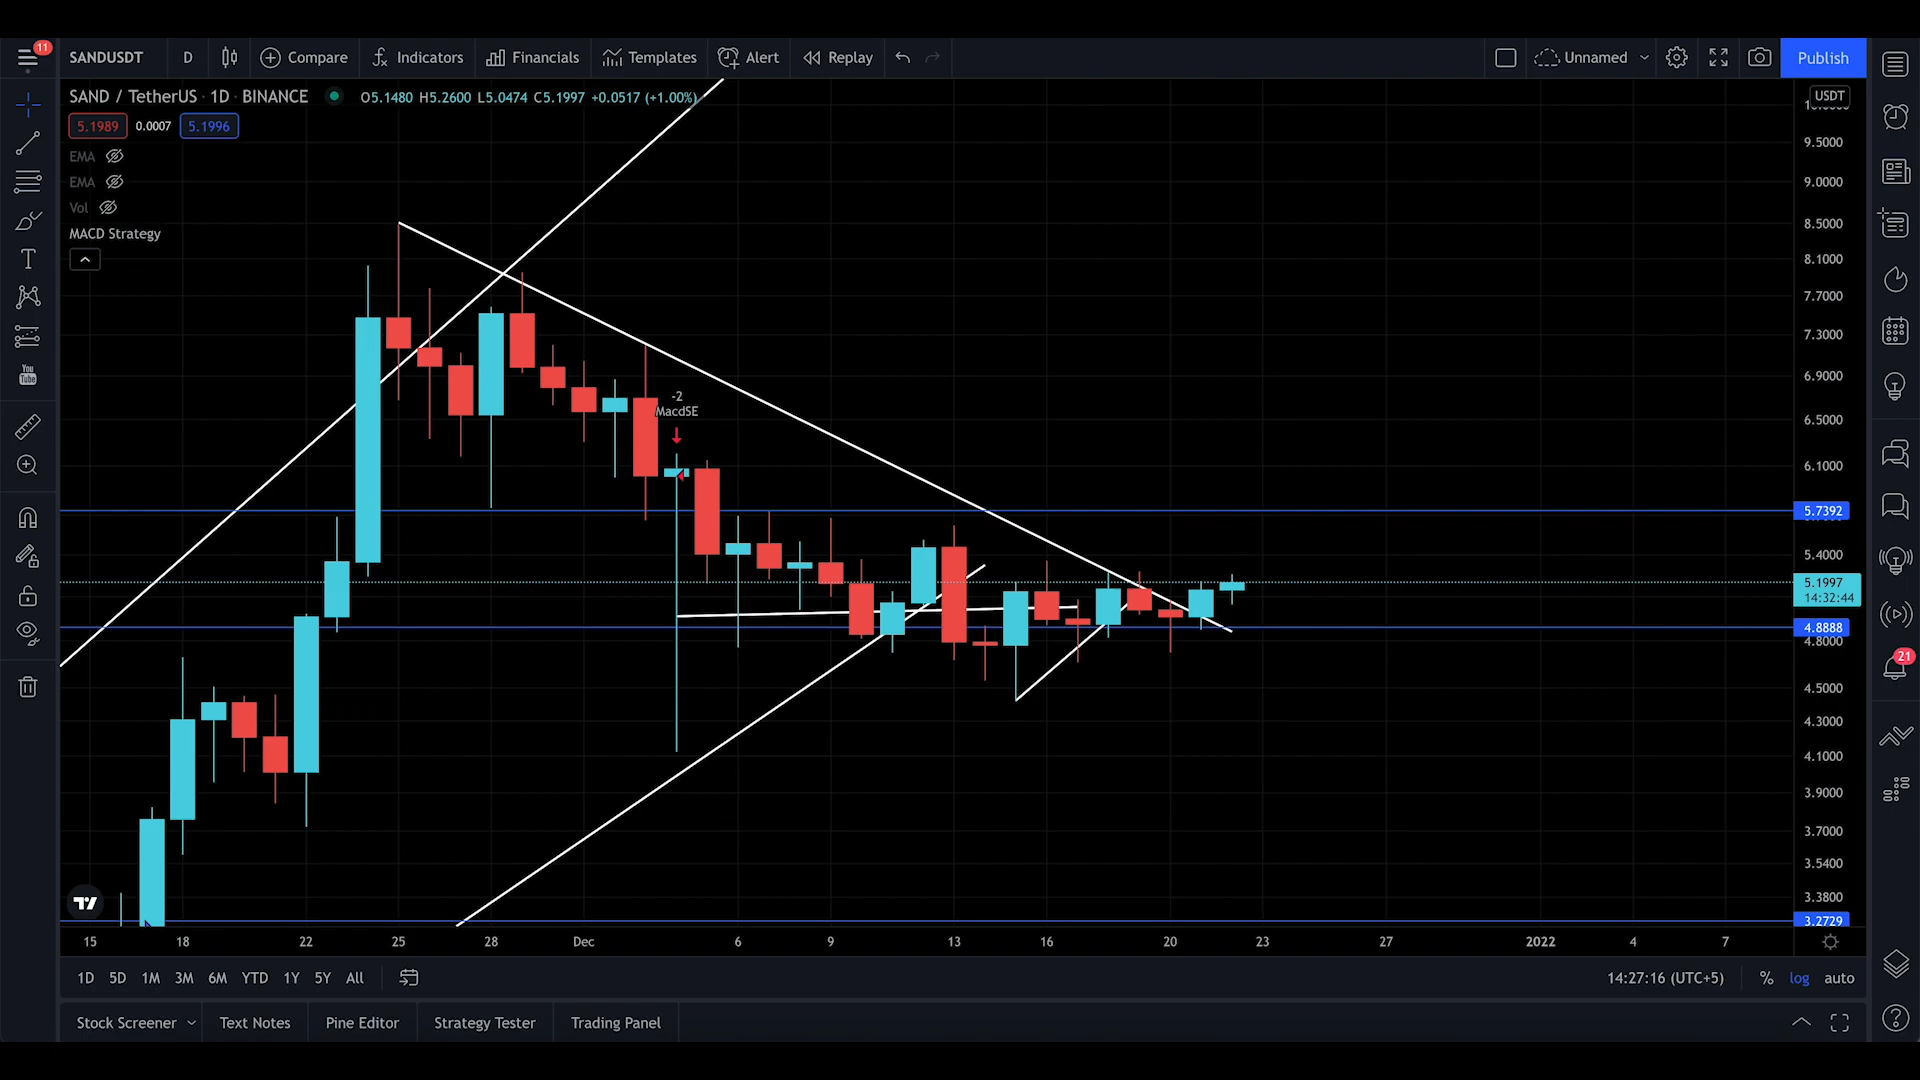 11
SANDUSDT D Compare Indicators Financials Templates Alert Replay Unnamed Publish
SAND / TetherUS · 1D · BINANCE O5.1480 H5.2600 L5.0474 C5.1997 +0.0517 (+1.00%)
5.1989 0.0007 5.1996
EMA
EMA
Vol
MACD Strategy
USDT
9.5000
9.0000
8.5000
8.1000
7.7000
7.3000
6.9000
6.5000
6.1000
5.7392
5.4000
5.1997
14:32:44
4.8888
4.8000
4.5000
4.3000
4.1000
3.9000
3.7000
3.5400
3.3800
3.2729
-2
MacdSE
You
Tube
21
15 18 22 25 28 Dec 6 9 13 16 20 23 27 2022 4 7
1D 5D 1M 3M 6M YTD 1Y 5Y All 14:27:16 (UTC+5) % log auto
Stock Screener Text Notes Pine Editor Strategy Tester Trading Panel